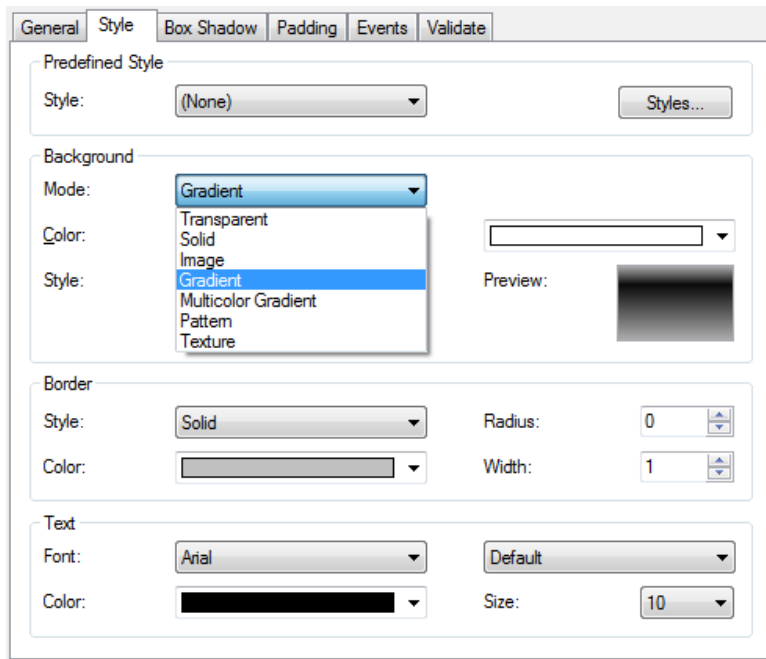 General Style Box Shadow Padding Events Validate
Predefined Style
Style: (None) Styles...
Background
Mode: Gradient
Transparent
Color:
Solid
Image
Style: Gradient Preview:
Multicolor Gradient
Pattern
Texture
Border
Style: Solid Radius: 0
Color: Width: 1
Text
Font: Arial Default
Color: Size: 10